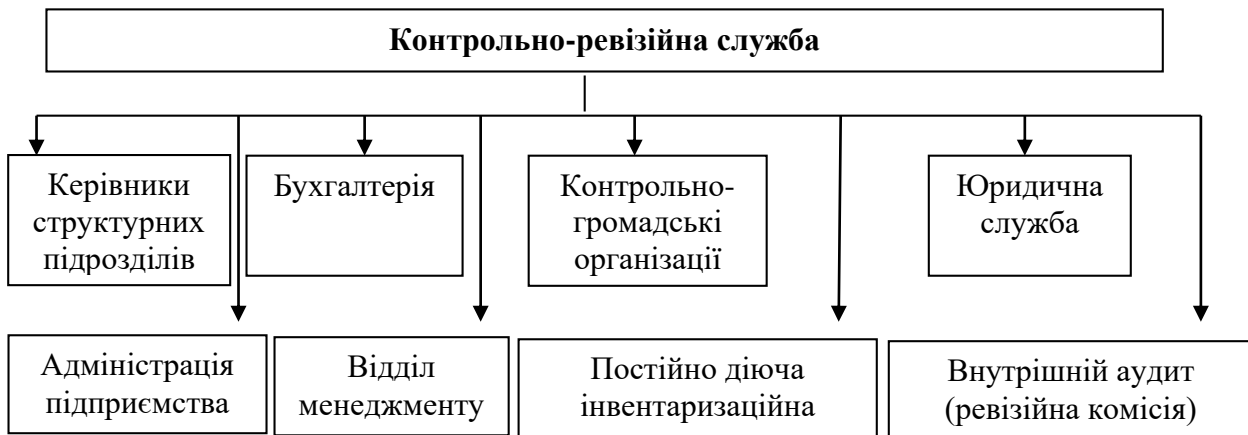 Контрольно-ревізійна служба
Керівники
структурних
підрозділів
Бухгалтерія
Контрольно-
громадські
організації
Юридична
служба
Адміністрація
підприємства
Відділ
менеджменту
Постійно діюча
інвентаризаційна
Внутрішній аудит
(ревізійна комісія)